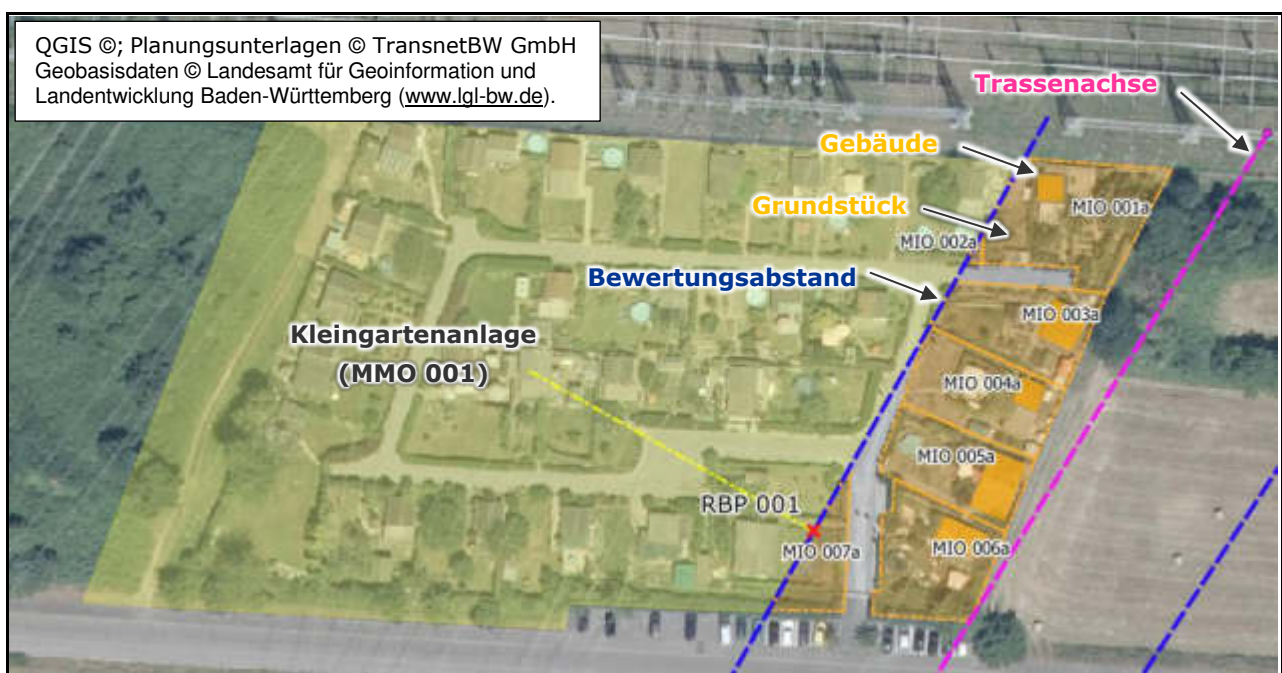 QGIS ©; Planungsunterlagen © TransnetBW GmbH
Geobasisdaten © Landesamt für Geoinformation und
Landentwicklung Baden-Württemberg (www.lgl-bw.de).
Trassenachse
Gebäude
Grundstück
MIO 001a
MIO 002a
Bewertungsabstand
MIO 003a
Kleingartenanlage
(MMO 001)
MIO 004a
MIO 005a
RBP 001
MIO 007a
MIO 006a